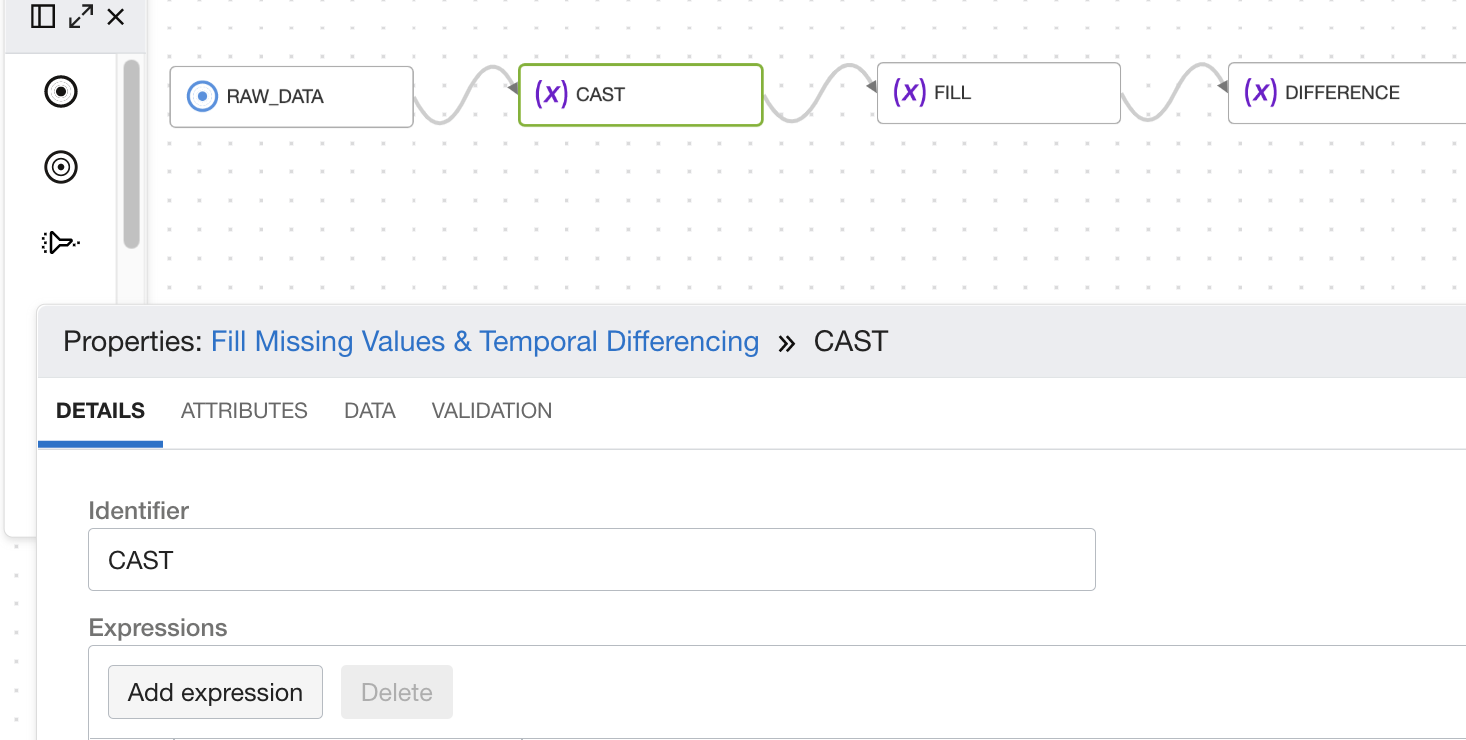 RAW_DATA
(x) CAST
(x) FILL
(x) DIFFERENCE
Properties: Fill Missing Values & Temporal Differencing » CAST
DETAILS ATTRIBUTES DATA VALIDATION
Identifier
CAST
Expressions
Add expression Delete